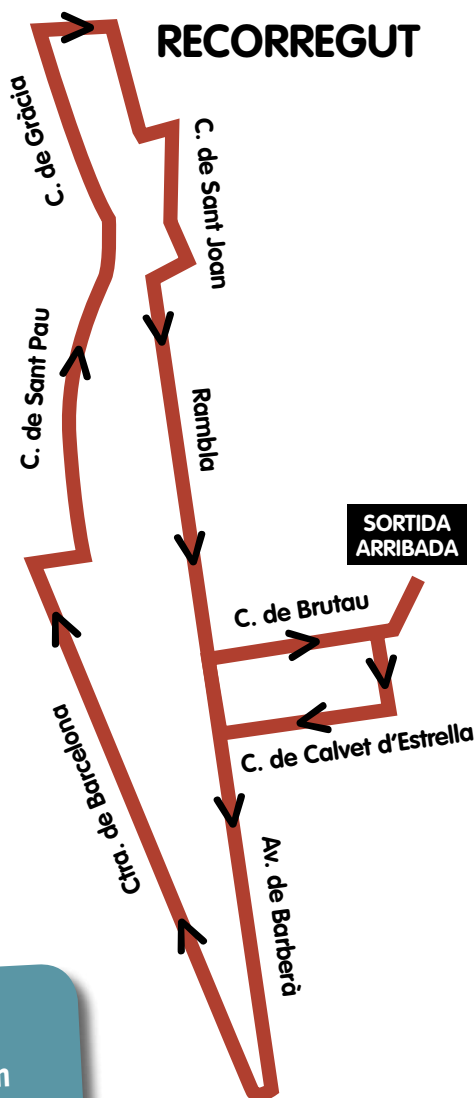 RECORREGUT
C. de Gràcia
C. de Sant Joan
C. de Sant Pau
Rambla
SORTIDA
ARRIBADA
C. de Brutau
C. de Calvet d'Estrella
Ctra. de Barcelona
Av. de Barberà